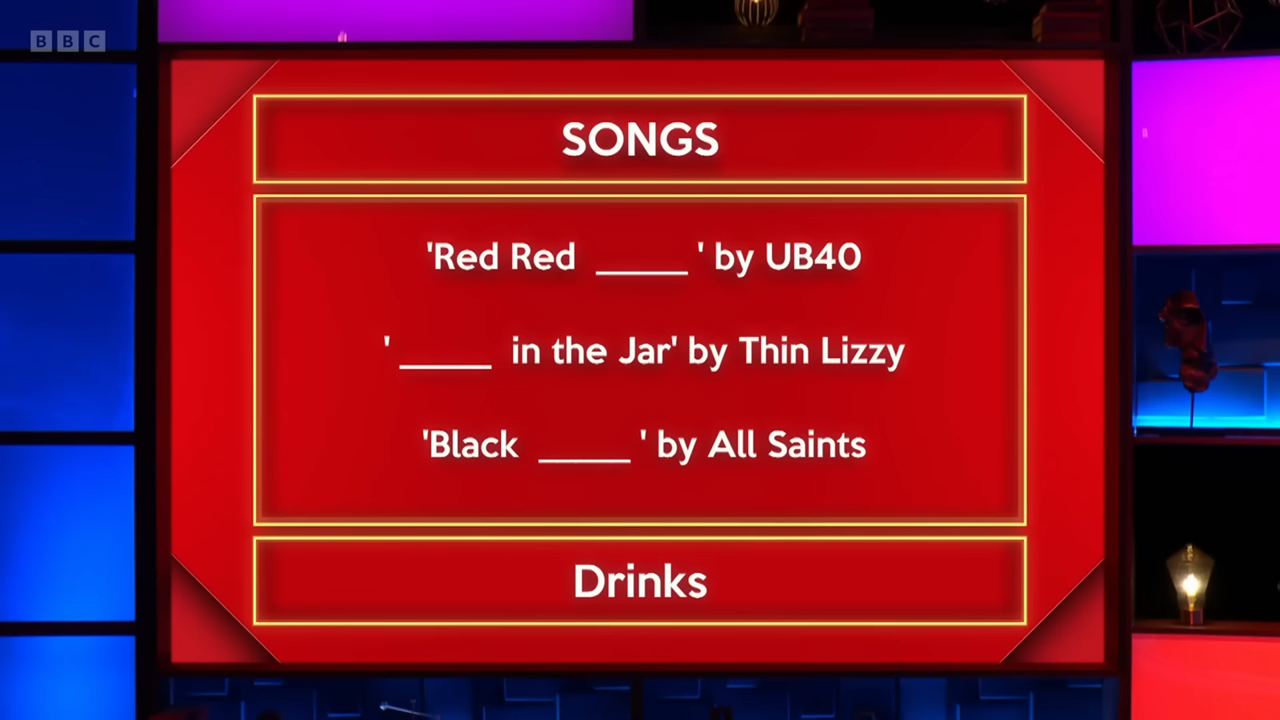 BBC
SONGS
'Red Red _____ ' by UB40
' _____ in the Jar' by Thin Lizzy
'Black _____ ' by All Saints
Drinks